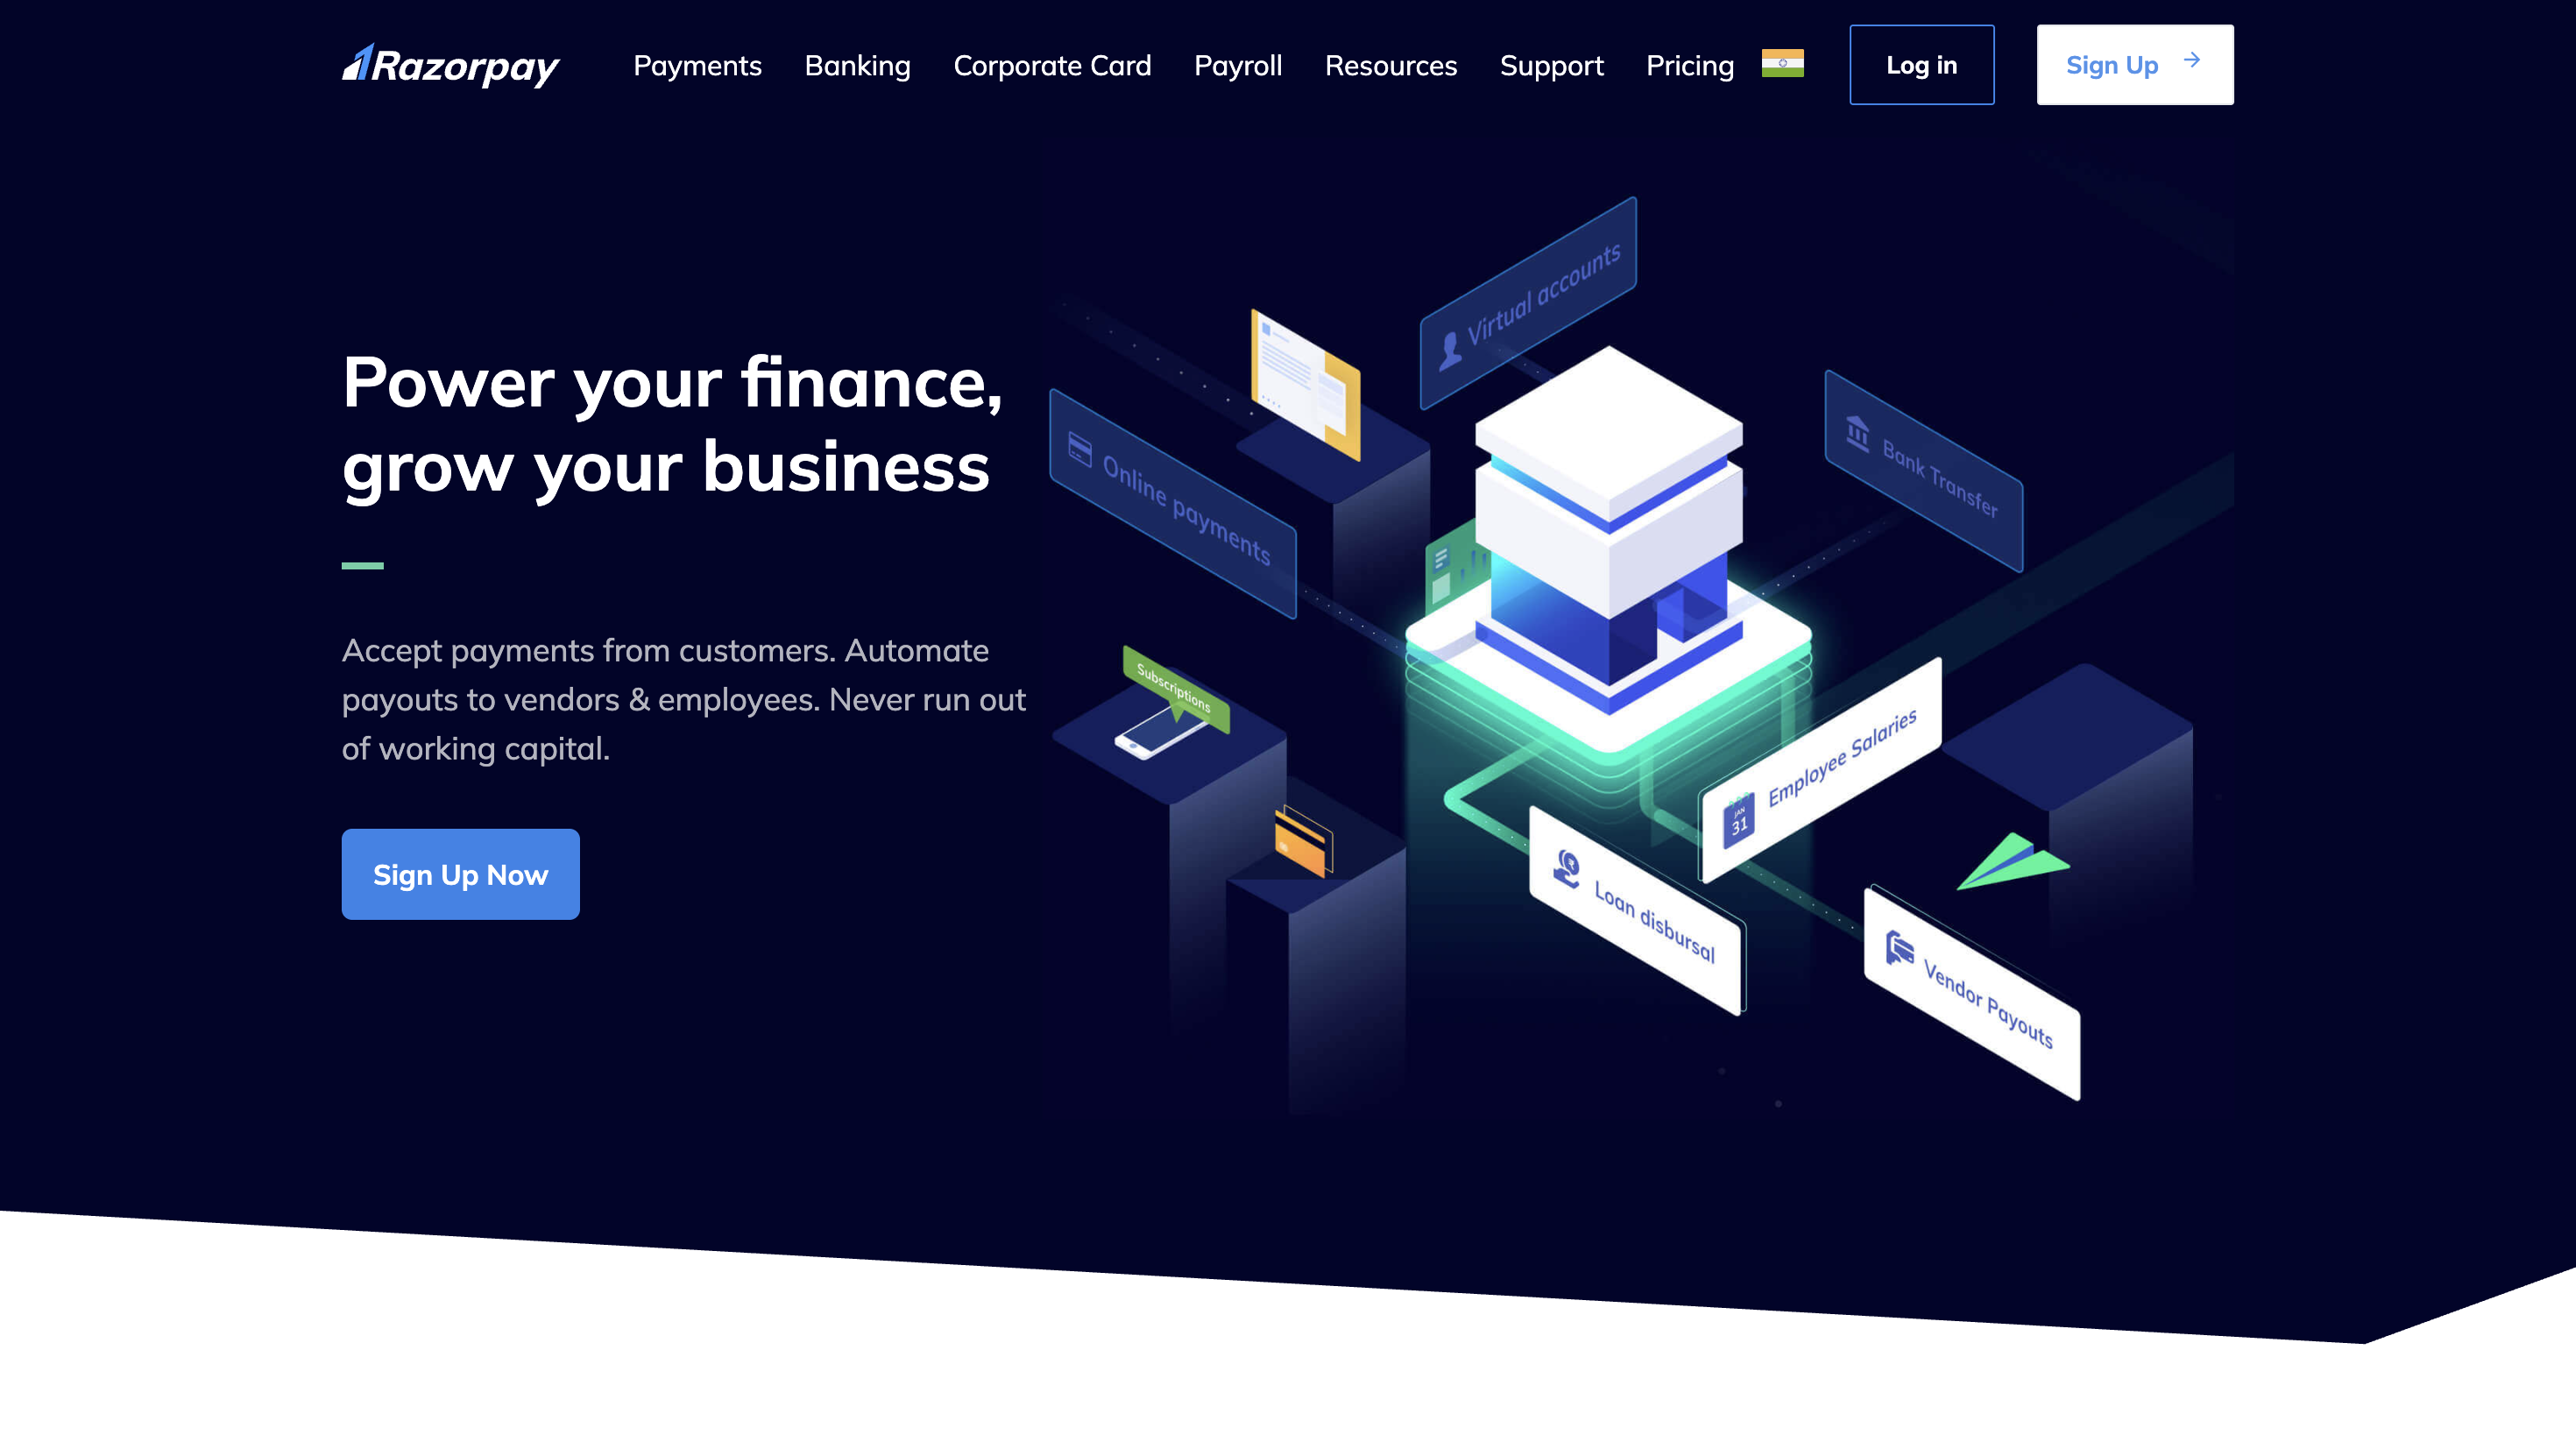 Razorpay
Payments
Banking
Corporate Card
Payroll
Resources
Support
Pricing
Log in
Sign Up
Power your finance,
grow your business
Accept payments from customers. Automate
payouts to vendors & employees. Never run out
of working capital.
Sign Up Now
Virtual accounts
Online payments
Bank Transfer
Subscriptions
Employee Salaries
JAN
31
Loan disbursal
Vendor Payouts